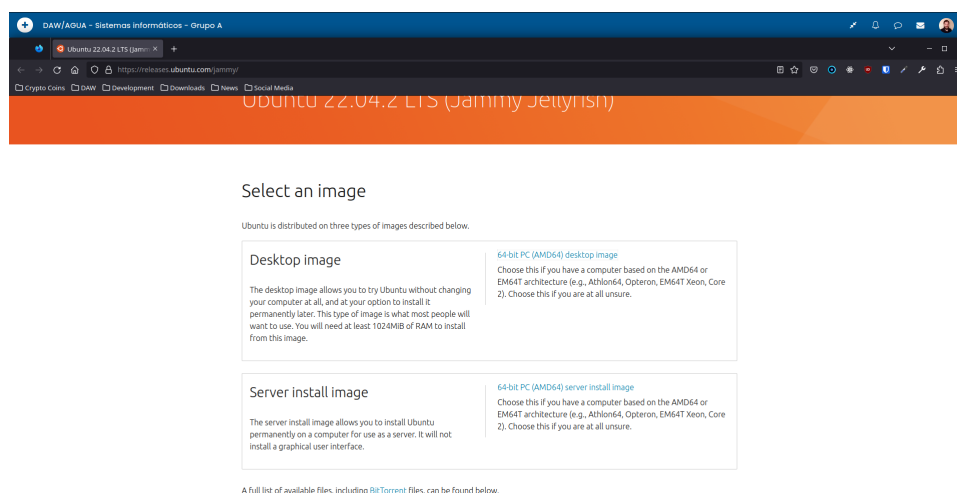 DAW/AGUA - Sistemas informáticos - Grupo A
Ubuntu 22.04.2 LTS (Jamm
https://releases.ubuntu.com/jammy/
Crypto Coins DAW Development Downloads News Social Media
Ubuntu 22.04.2 LTS (Jammy Jellyfish)
Select an image
Ubuntu is distributed on three types of images described below.
Desktop image
The desktop image allows you to try Ubuntu without changing
your computer at all, and at your option to install it
permanently later. This type of image is what most people will
want to use. You will need at least 1024MiB of RAM to install
from this image.
64-bit PC (AMD64) desktop image
Choose this if you have a computer based on the AMD64 or
EM64T architecture (e.g., Athlon64, Opteron, EM64T Xeon, Core
2). Choose this if you are at all unsure.
Server install image
The server install image allows you to install Ubuntu
permanently on a computer for use as a server. It will not
install a graphical user interface.
64-bit PC (AMD64) server install image
Choose this if you have a computer based on the AMD64 or
EM64T architecture (e.g., Athlon64, Opteron, EM64T Xeon, Core
2). Choose this if you are at all unsure.
A full list of available files, including BitTorrent files, can be found below.